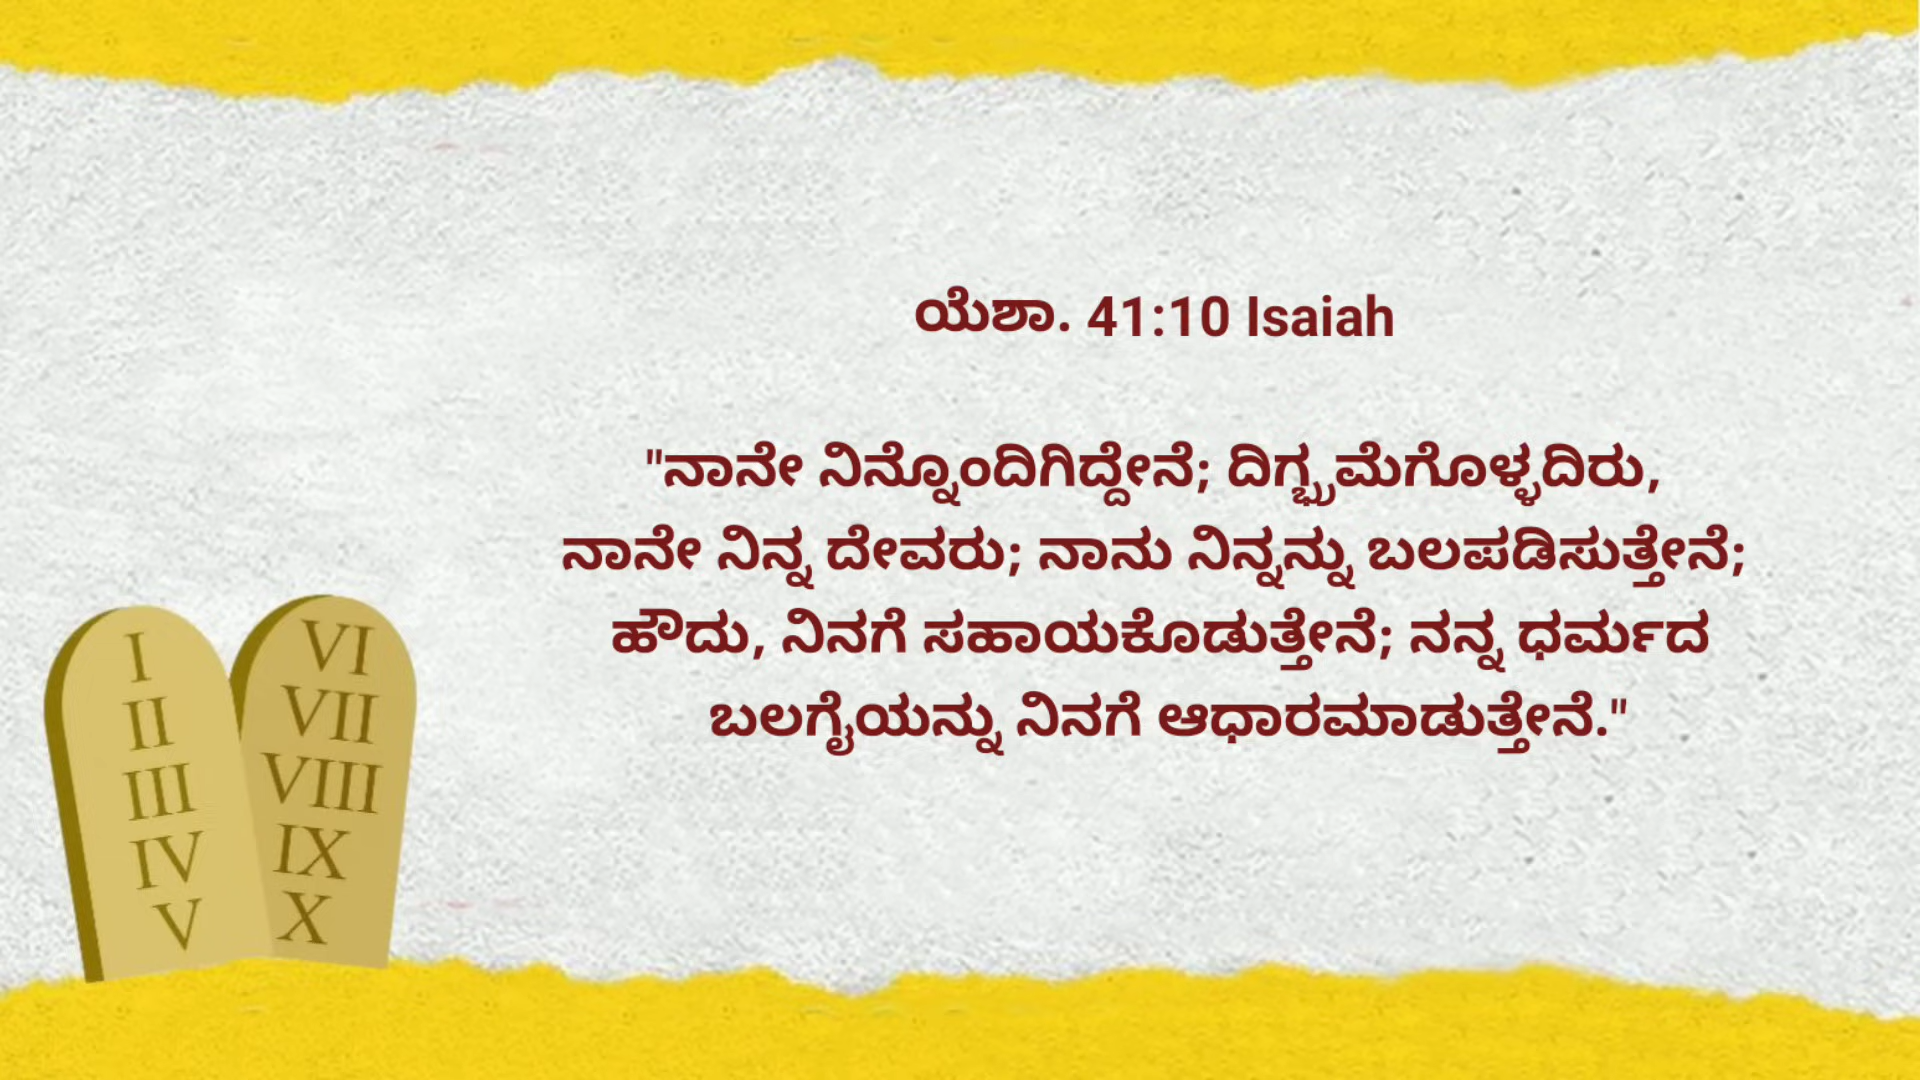 ಯೆಶಾ. 41:10 Isaiah
"ನಾನೇ ನಿನ್ನೊಂದಿಗಿದ್ದೇನೆ; ದಿಗ್ಭ್ರಮೆಗೊಳ್ಳದಿರು,
ನಾನೇ ನಿನ್ನ ದೇವರು; ನಾನು ನಿನ್ನನ್ನು ಬಲಪಡಿಸುತ್ತೇನೆ;
ಹೌದು, ನಿನಗೆ ಸಹಾಯಕೊಡುತ್ತೇನೆ; ನನ್ನ ಧರ್ಮದ
ಬಲಗೈಯನ್ನು ನಿನಗೆ ಆಧಾರಮಾಡುತ್ತೇನೆ."
I
II
III
IV
V
VI
VII
VIII
IX
X